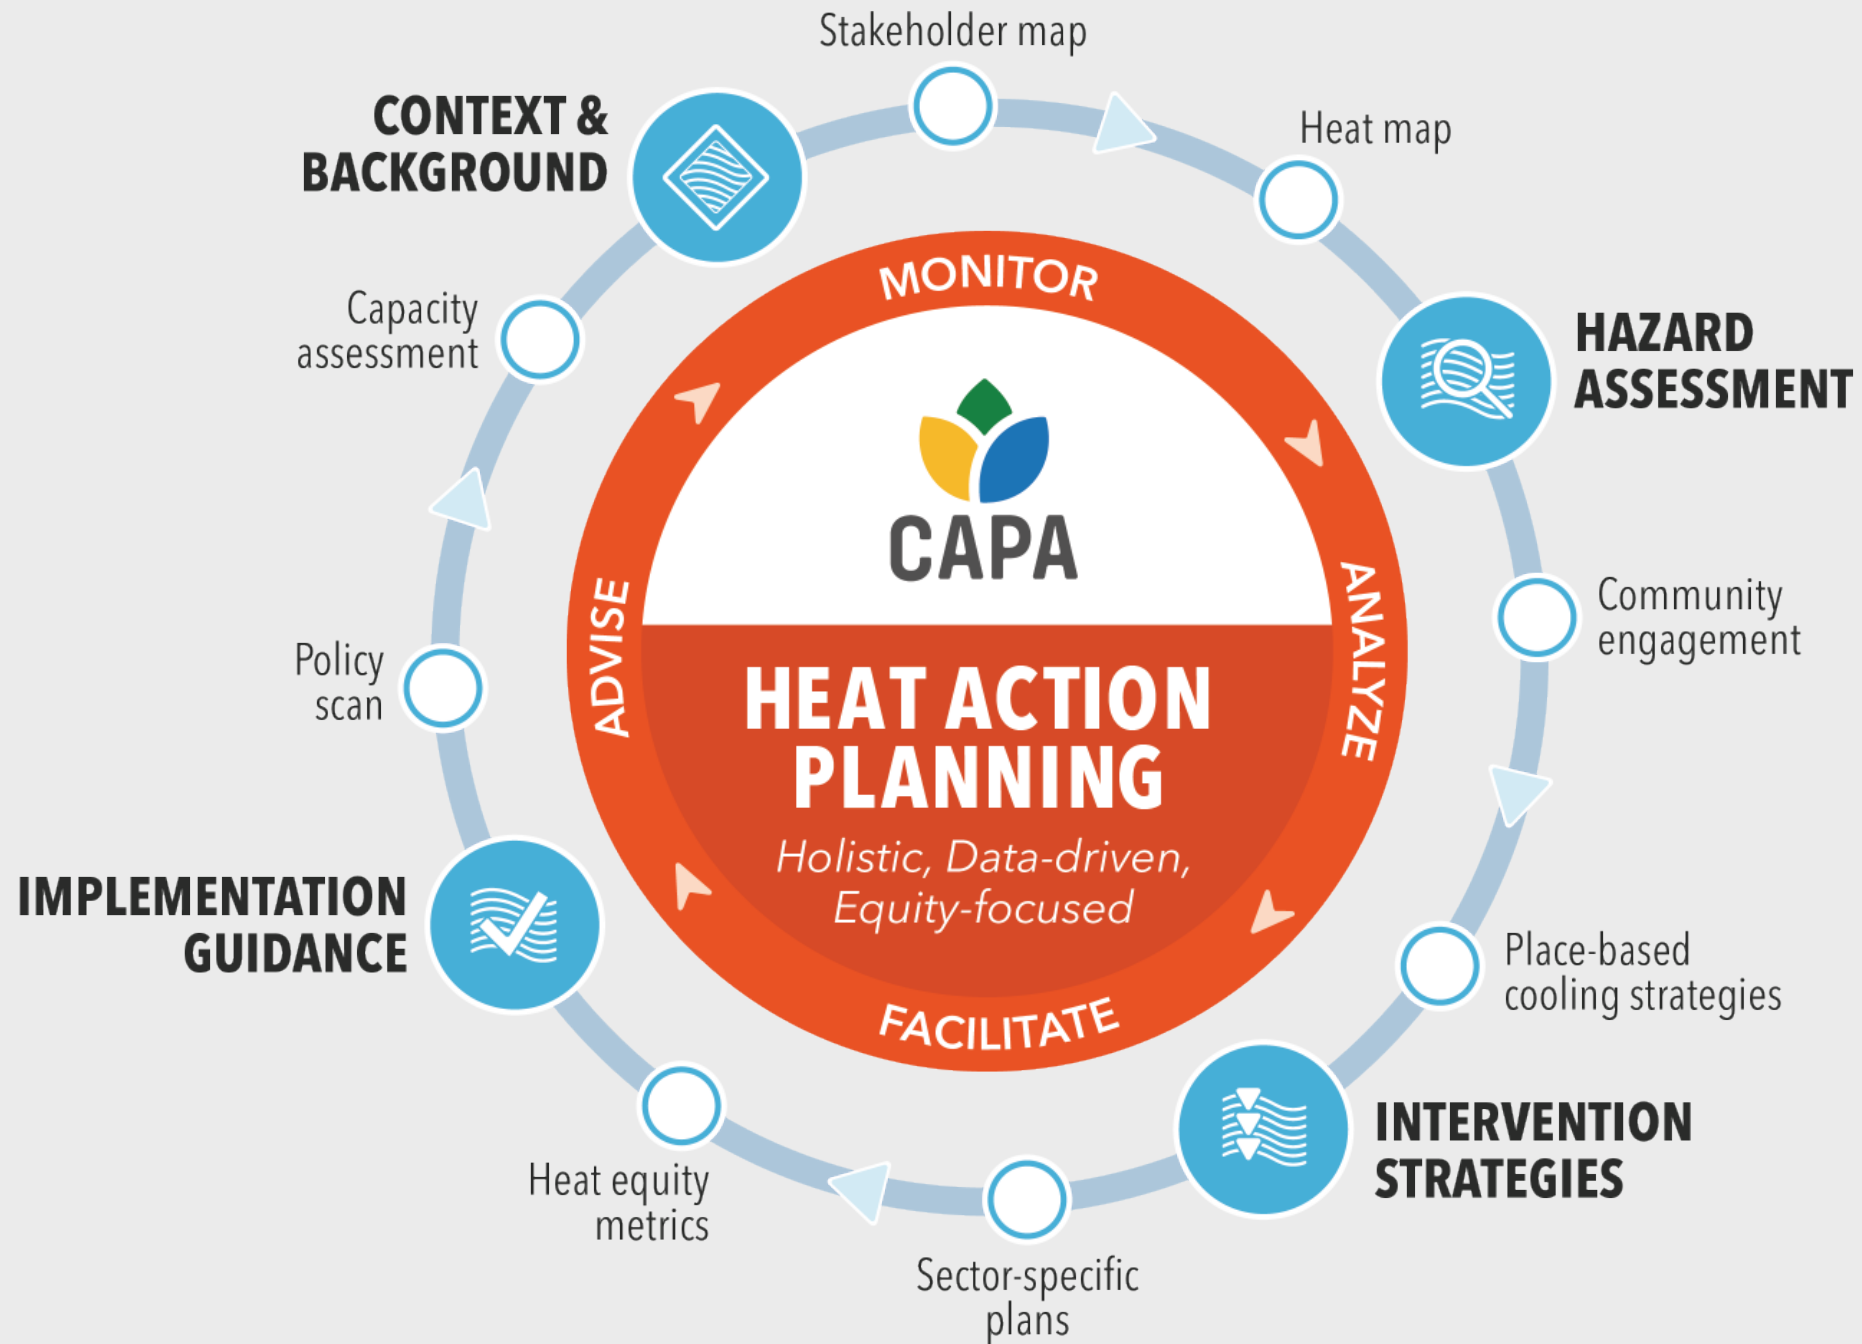 Stakeholder map
CONTEXT &
BACKGROUND
Heat map
MONITOR
Capacity
assessment
HAZARD
ASSESSMENT
CAPA
ADVISE
ANALYZE
Community
engagement
Policy
scan
HEAT ACTION
PLANNING
Holistic, Data-driven,
Equity-focused
IMPLEMENTATION
GUIDANCE
Place-based
cooling strategies
FACILITATE
INTERVENTION
STRATEGIES
Heat equity
metrics
Sector-specific
plans